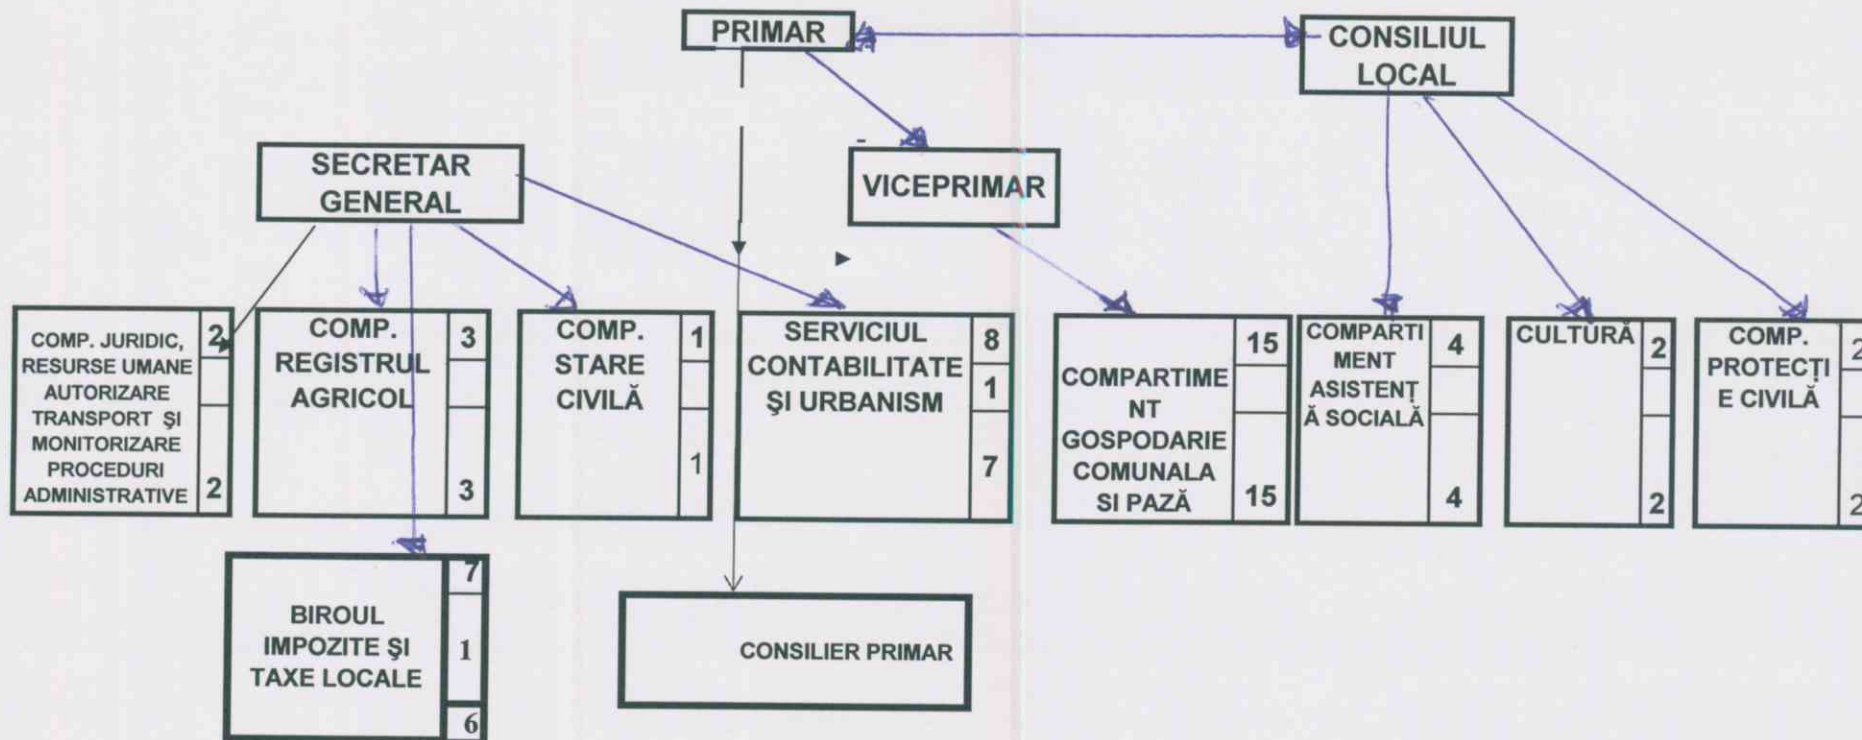 PRIMAR
CONSILIUL
LOCAL
SECRETAR
GENERAL
VICEPRIMAR
COMP. JURIDIC,
RESURSE UMANE
AUTORIZARE
TRANSPORT ŞI
MONITORIZARE
PROCEDURI
ADMINISTRATIVE
2
2
COMP.
REGISTRUL
AGRICOL
3
3
COMP.
STARE
CIVILĂ
1
1
SERVICIUL
CONTABILITATE
ŞI URBANISM
8
1
7
COMPARTIME
NT
GOSPODARIE
COMUNALA
SI PAZĂ
15
15
COMPARTI
MENT
ASISTENŢ
Ă SOCIALĂ
4
4
CULTURĂ
2
2
COMP.
PROTECŢI
E CIVILĂ
2
2
BIROUL
IMPOZITE ŞI
TAXE LOCALE
7
1
6
CONSILIER PRIMAR